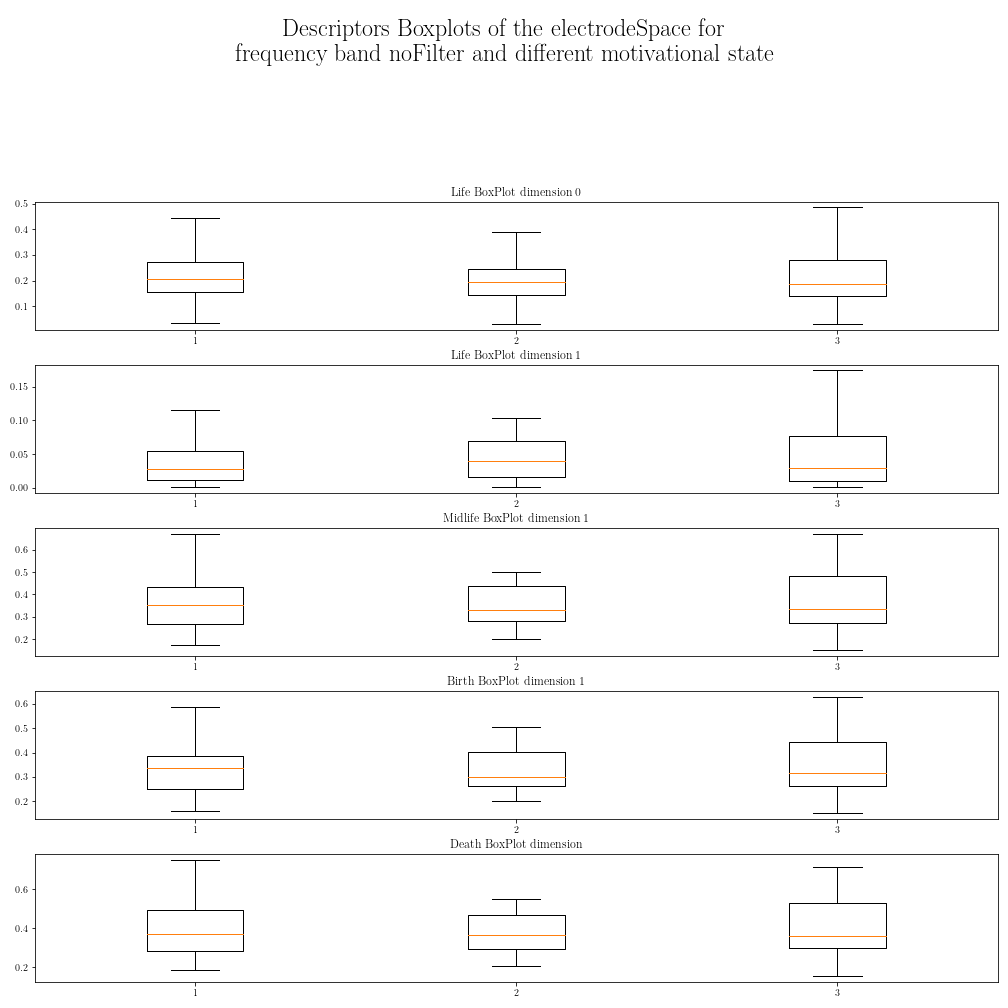 Descriptors Boxplots of the electrodeSpace for
frequency band noFilter and different motivational state
Life BoxPlot dimension 0
0.5
0.4
0.3
0.2
0.1
1 2 3
Life BoxPlot dimension 1
0.15
0.10
0.05
0.00
1 2 3
Midlife BoxPlot dimension 1
0.6
0.5
0.4
0.3
0.2
1 2 3
Birth BoxPlot dimension 1
0.6
0.5
0.4
0.3
0.2
1 2 3
Death BoxPlot dimension
0.6
0.4
0.2
1 2 3